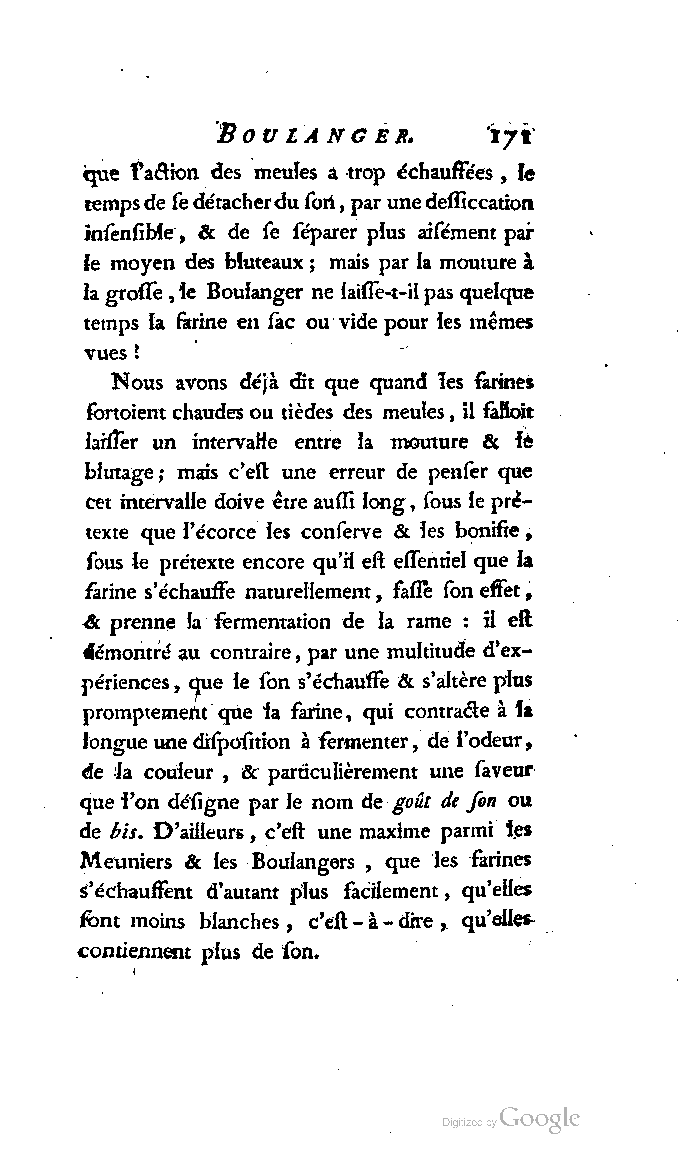 BOULANGER. 171
que l'action des meules a trop échauffées, le
temps de ſe détacher du ſon, par une deſſiccation
inſenſible, & de ſe ſéparer plus aiſément par
le moyen des bluteaux ; mais par la mouture à
la groſſe, le Boulanger ne laiſſe-t-il pas quelque
temps la farine en ſac ou vide pour les mêmes
vues !
Nous avons déjà dit que quand les farines
ſortoient chaudes ou tièdes des meules, il falloit
laiſſer un intervalle entre la mouture & le
blutage ; mais c'eſt une erreur de penſer que
cet intervalle doive être auſſi long, ſous le pré-
texte que l'écorce les conſerve & les bonifie,
ſous le prétexte encore qu'il eſt eſſentiel que la
farine s'échauffe naturellement, faſſe ſon effet,
& prenne la fermentation de la rame : il eſt
démontré au contraire, par une multitude d'ex-
périences, que le ſon s'échauffe & s'altère plus
promptement que la farine, qui contracte à la
longue une diſpoſition à fermenter, de l'odeur,
de la couleur, & particulièrement une ſaveur
que l'on déſigne par le nom de goût de ſon ou
de bis. D'ailleurs, c'eſt une maxime parmi les
Meuniers & les Boulangers, que les farines
s'échauffent d'autant plus facilement, qu'elles
ſont moins blanches, c'eſt-à-dire, qu'elles
contiennent plus de ſon.
Digitized by Google